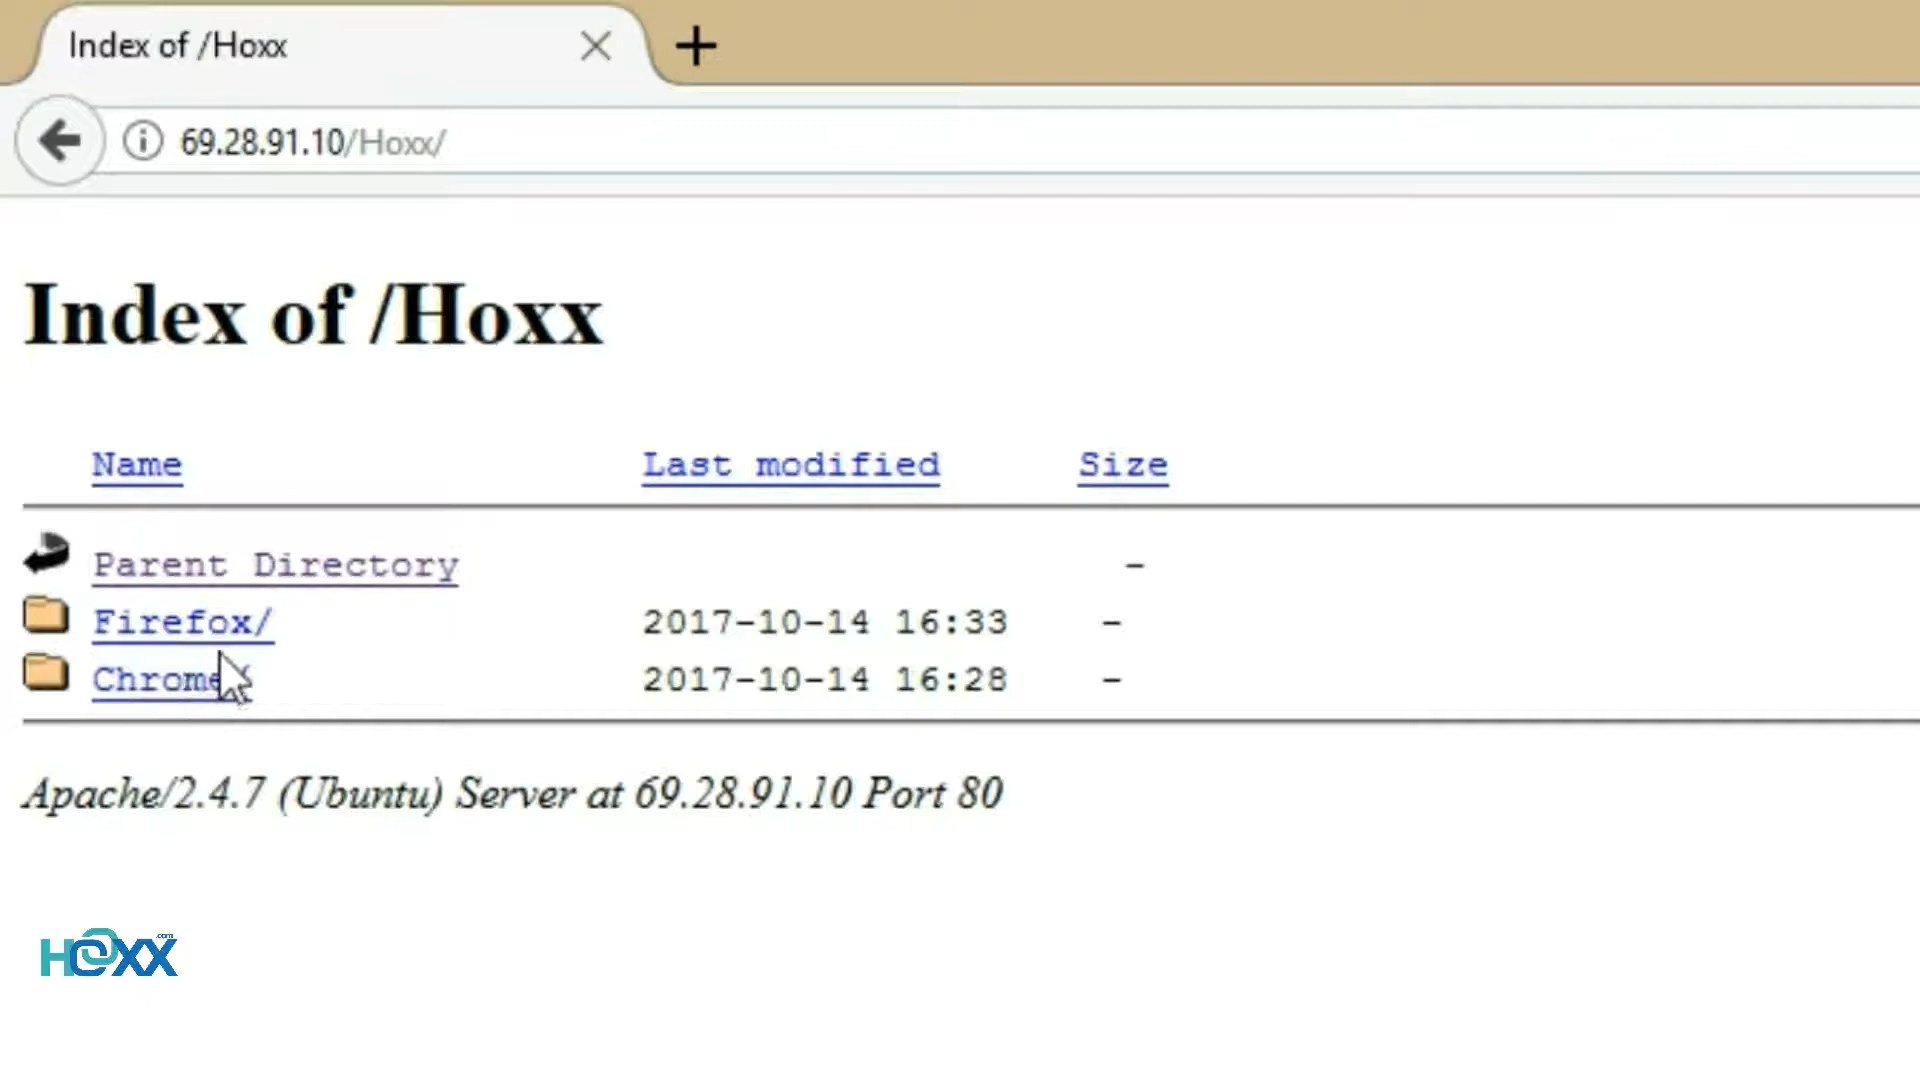 Index of /Hoxx
69.28.91.10/Hoxx/
Index of /Hoxx
Name Last modified Size
Parent Directory -
Firefox/ 2017-10-14 16:33 -
Chrome/ 2017-10-14 16:28 -
Apache/2.4.7 (Ubuntu) Server at 69.28.91.10 Port 80
HOXX.com